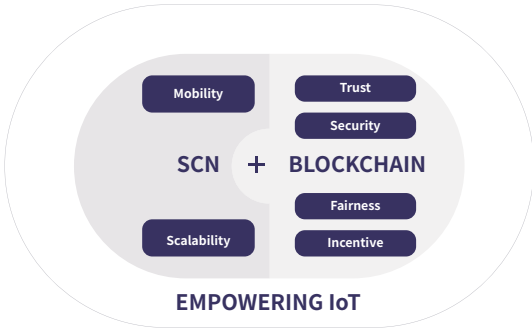 Mobility
Trust
Security
SCN + BLOCKCHAIN
Fairness
Scalability
Incentive
EMPOWERING IoT